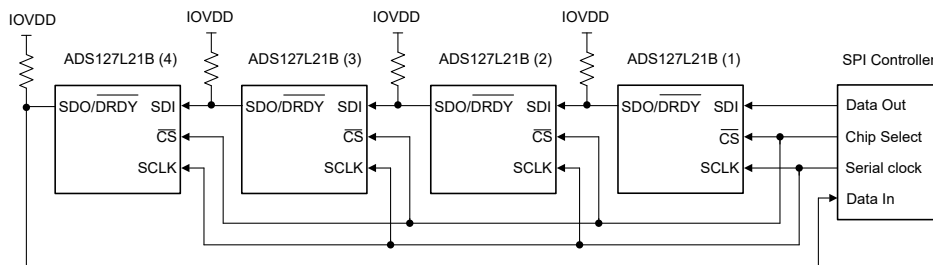 IOVDD IOVDD IOVDD IOVDD
ADS127L21B (4) ADS127L21B (3) ADS127L21B (2) ADS127L21B (1) SPI Controller
SDO/DRDY SDI SDO/DRDY SDI SDO/DRDY SDI SDO/DRDY SDI Data Out
CS CS CS CS Chip Select
SCLK SCLK SCLK SCLK Serial clock
Data In